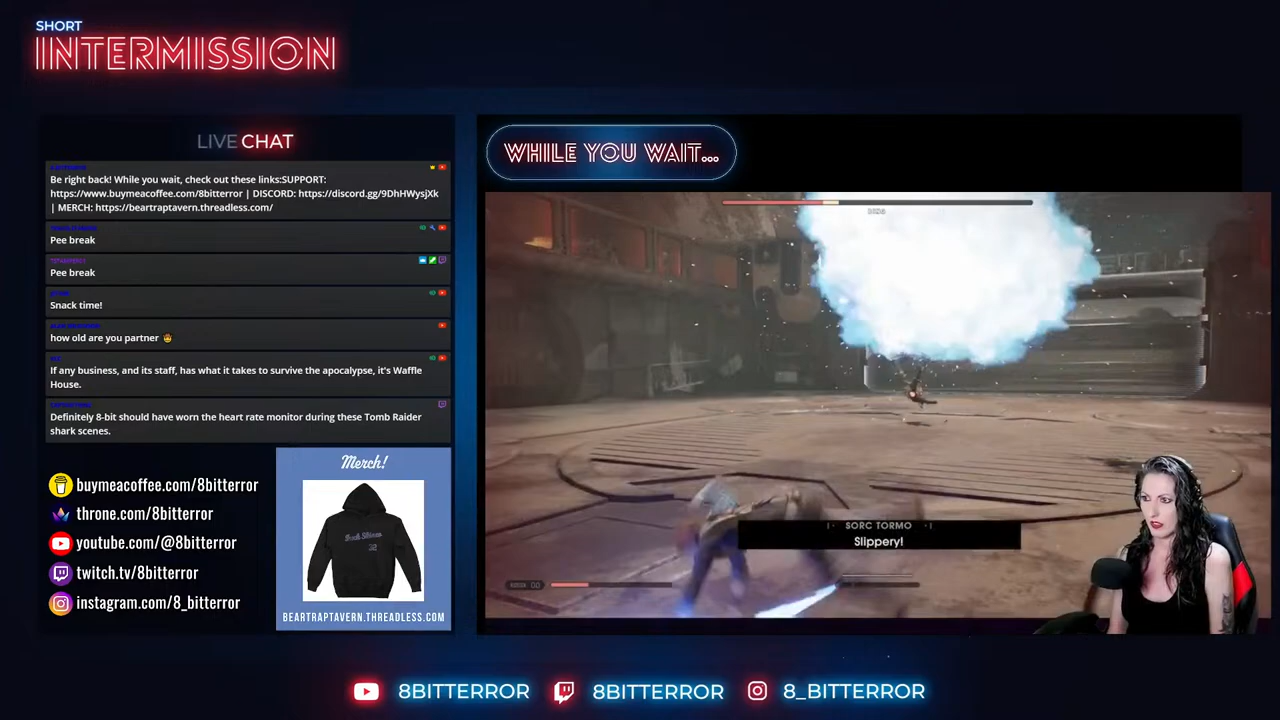 SHORT
INTERMISSION
LIVE CHAT
WHILE YOU WAIT...
Be right back! While you wait, check out these links:SUPPORT:
https://www.buymeacoffee.com/8bitterror | DISCORD: https://discord.gg/9DhHWysjXk
| MERCH: https://beartraptavern.threadless.com/
Pee break
Pee break
Snack time!
how old are you partner 🤠
If any business, and its staff, has what it takes to survive the apocalypse, it's Waffle
House.
Definitely 8-bit should have worn the heart rate monitor during these Tomb Raider
shark scenes.
buymeacoffee.com/8bitterror
throne.com/8bitterror
youtube.com/@8bitterror
twitch.tv/8bitterror
instagram.com/8_bitterror
Merch!
BEARTRAPTAVERN.THREADLESS.COM
SORC TORMO
Slippery!
8BITTERROR
8BITTERROR
8_BITTERROR